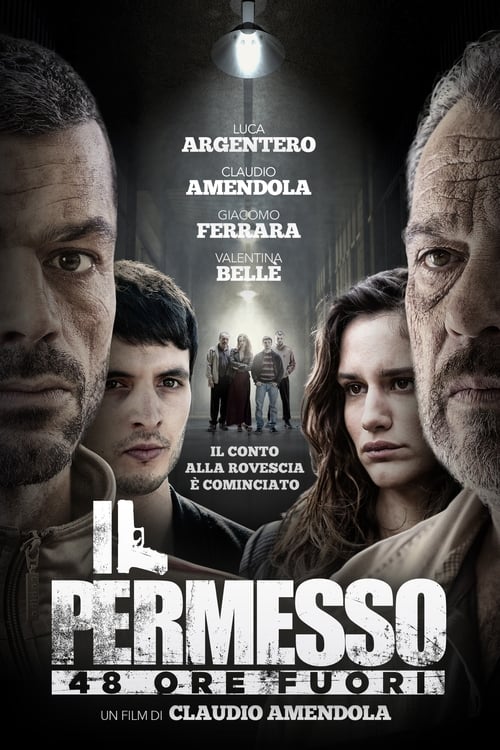 LUCA
ARGENTERO
CLAUDIO
AMENDOLA
GIACOMO
FERRARA
VALENTINA
BELLÈ
IL CONTO
ALLA ROVESCIA
È COMINCIATO
IL
PERMESSO
48 ORE FUORI
UN FILM DI CLAUDIO AMENDOLA